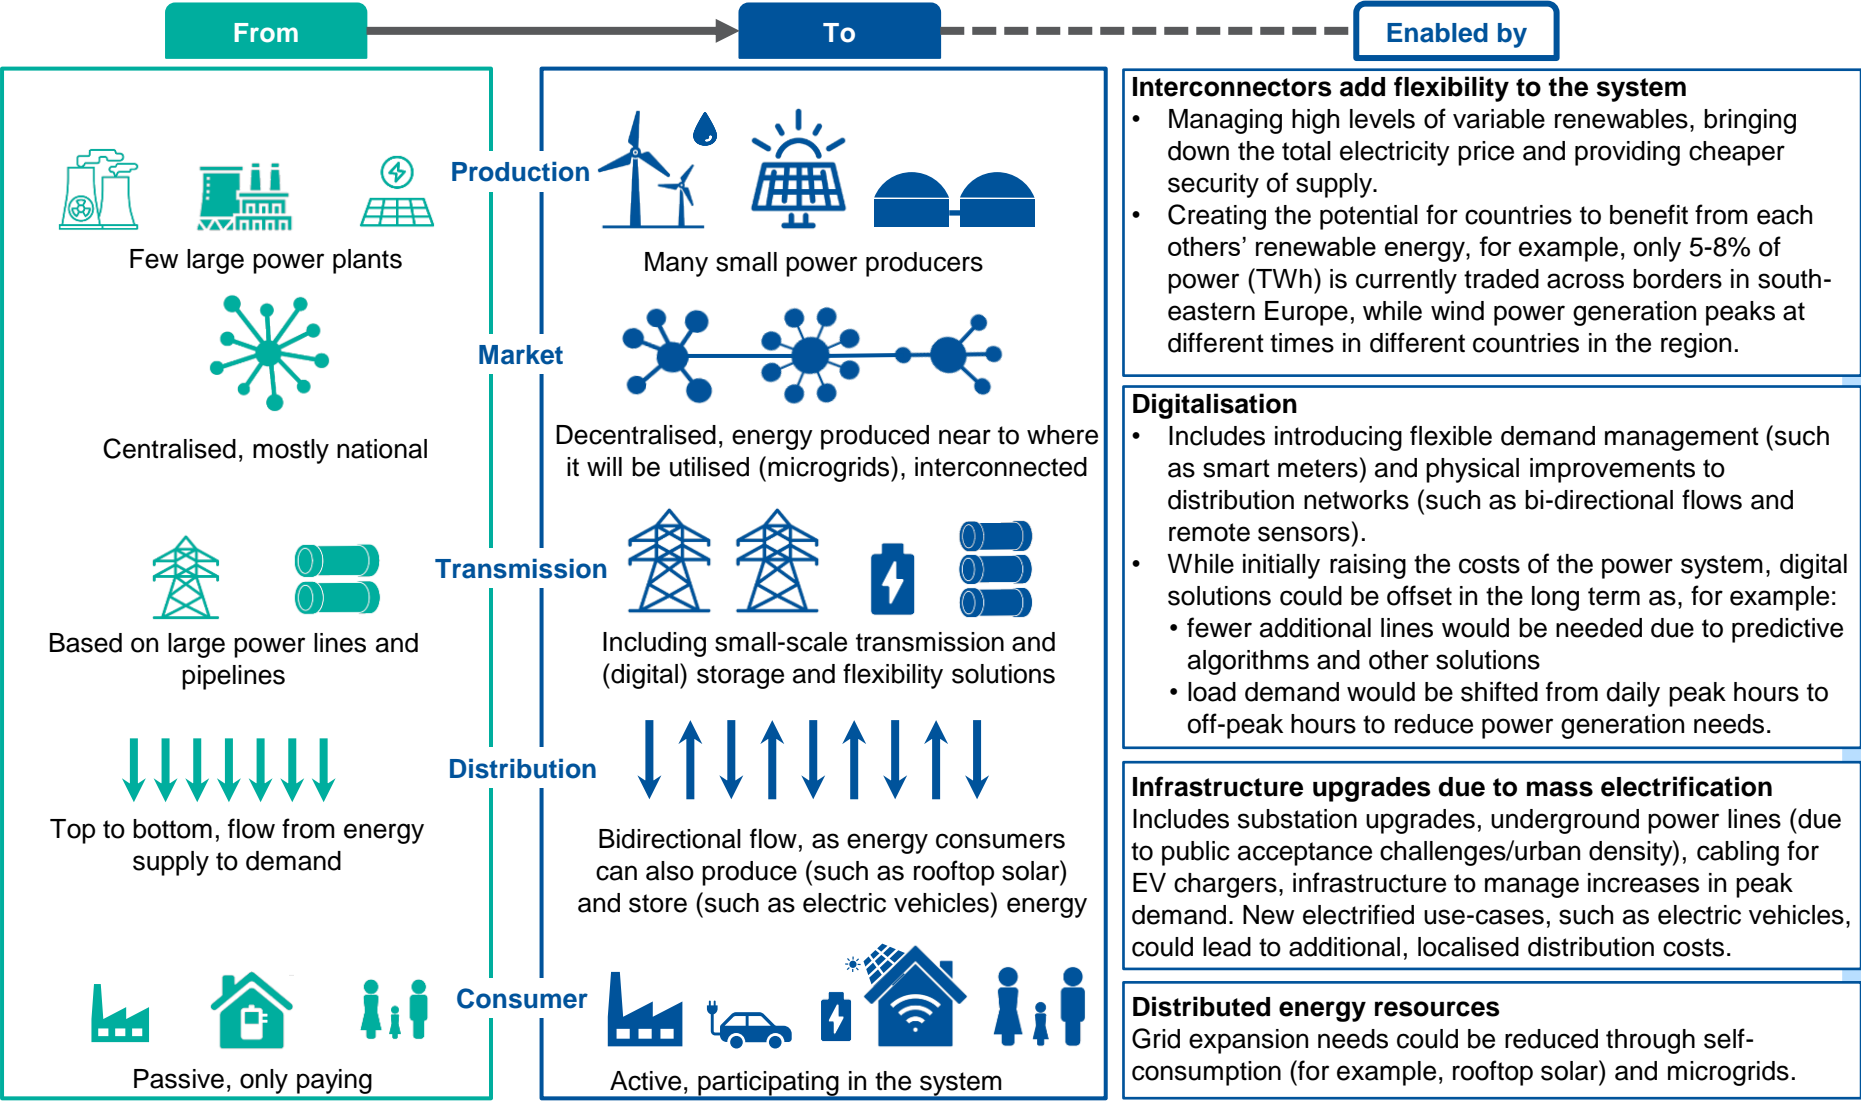 From
To
Enabled by
Production
Few large power plants
Many small power producers
Market
Centralised, mostly national
Decentralised, energy produced near to where
it will be utilised (microgrids), interconnected
Transmission
Based on large power lines and
pipelines
Including small-scale transmission and
(digital) storage and flexibility solutions
Distribution
Top to bottom, flow from energy
supply to demand
Bidirectional flow, as energy consumers
can also produce (such as rooftop solar)
and store (such as electric vehicles) energy
Consumer
Passive, only paying
Active, participating in the system
Interconnectors add flexibility to the system
• Managing high levels of variable renewables, bringing
down the total electricity price and providing cheaper
security of supply.
• Creating the potential for countries to benefit from each
others’ renewable energy, for example, only 5-8% of
power (TWh) is currently traded across borders in south-
eastern Europe, while wind power generation peaks at
different times in different countries in the region.
Digitalisation
• Includes introducing flexible demand management (such
as smart meters) and physical improvements to
distribution networks (such as bi-directional flows and
remote sensors).
• While initially raising the costs of the power system, digital
solutions could be offset in the long term as, for example:
• fewer additional lines would be needed due to predictive
algorithms and other solutions
• load demand would be shifted from daily peak hours to
off-peak hours to reduce power generation needs.
Infrastructure upgrades due to mass electrification
Includes substation upgrades, underground power lines (due
to public acceptance challenges/urban density), cabling for
EV chargers, infrastructure to manage increases in peak
demand. New electrified use-cases, such as electric vehicles,
could lead to additional, localised distribution costs.
Distributed energy resources
Grid expansion needs could be reduced through self-
consumption (for example, rooftop solar) and microgrids.